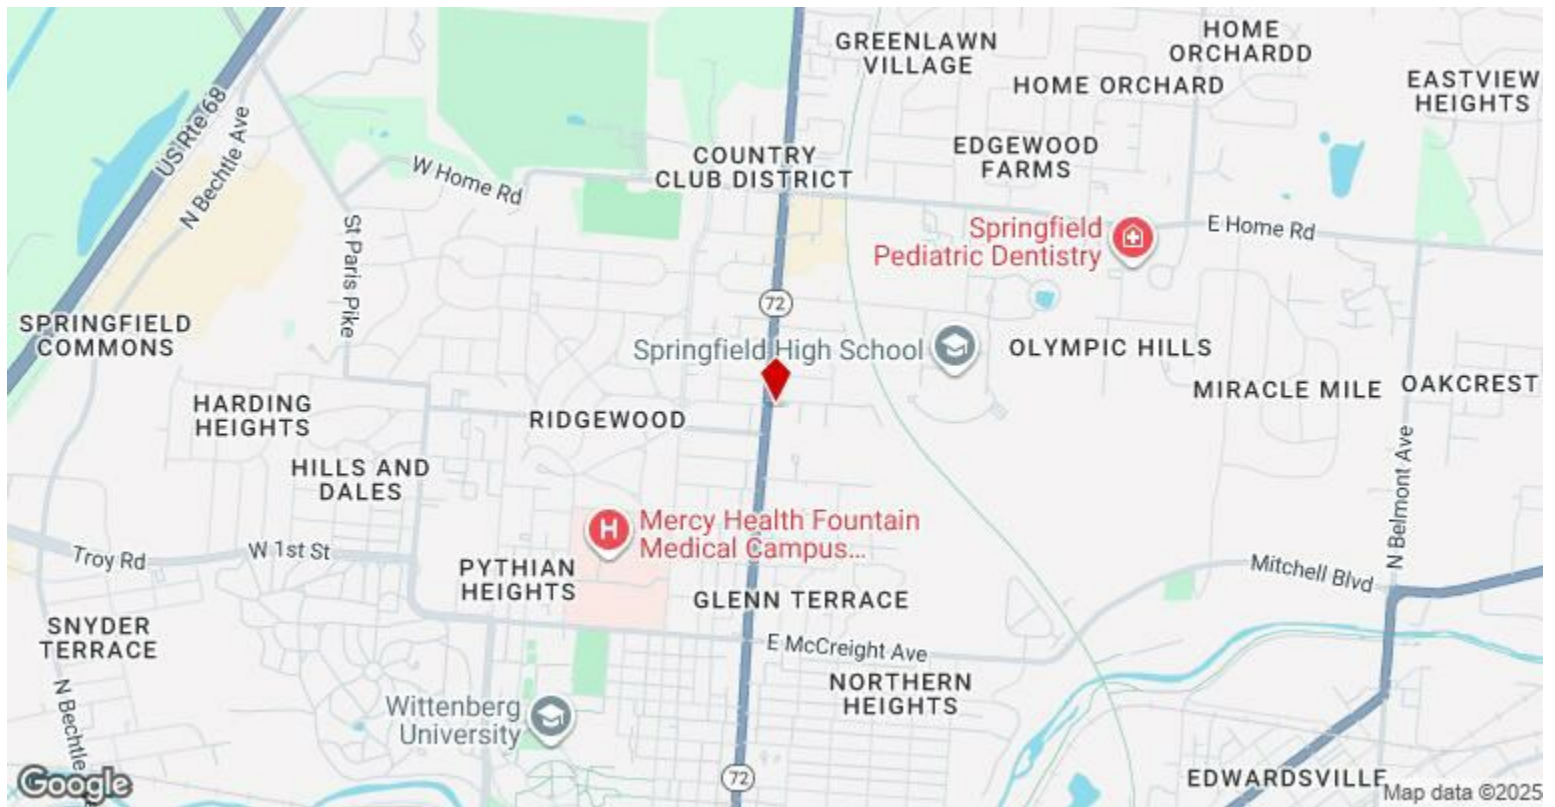 GREENLAWN
VILLAGE
HOME
ORCHARDD
HOME ORCHARD
EASTVIEW
HEIGHTS
US Rte 68
N Bechtle Ave
W Home Rd
COUNTRY
CLUB DISTRICT
EDGEWOOD
FARMS
St Paris Pike
Springfield
Pediatric Dentistry
E Home Rd
72
SPRINGFIELD
COMMONS
Springfield High School
OLYMPIC HILLS
MIRACLE MILE
OAKCREST
HARDING
HEIGHTS
RIDGEWOOD
HILLS AND
DALES
N Belmont Ave
Mercy Health Fountain
Medical Campus...
Troy Rd
W 1st St
PYTHIAN
HEIGHTS
GLENN TERRACE
Mitchell Blvd
SNYDER
TERRACE
E McCreight Ave
NORTHERN
HEIGHTS
N Bechtle
Wittenberg
University
72
EDWARDSVILLE
Google
Map data ©2025